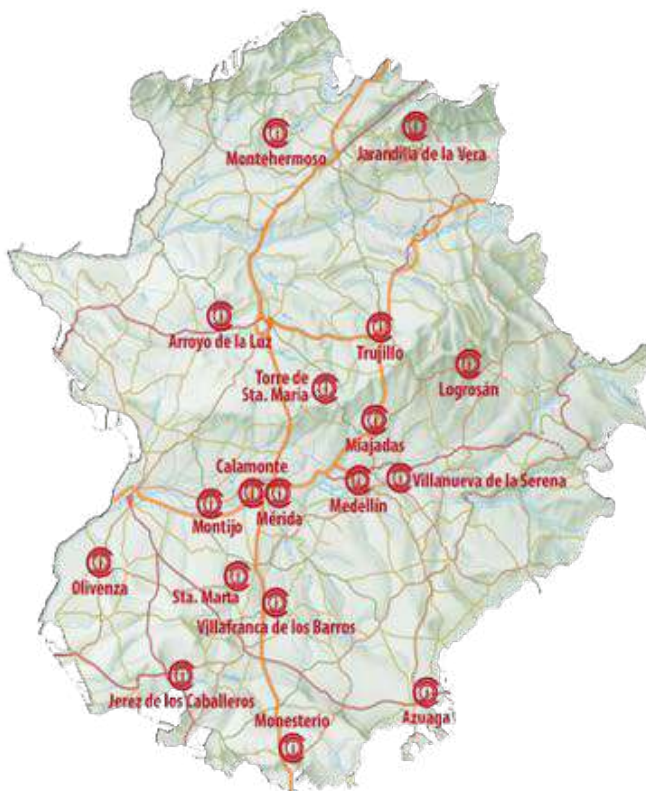 Montehermoso
Jarandilla de la Vera
Arroyo de la Luz
Trujillo
Torre de
Sta. María
Logrosán
Miajadas
Calamonte
Villanueva de la Serena
Medellín
Mérida
Montijo
Olivenza
Sta. Marta
Villafranca de los Barros
Jerez de los Caballeros
Azuaga
Monesterio